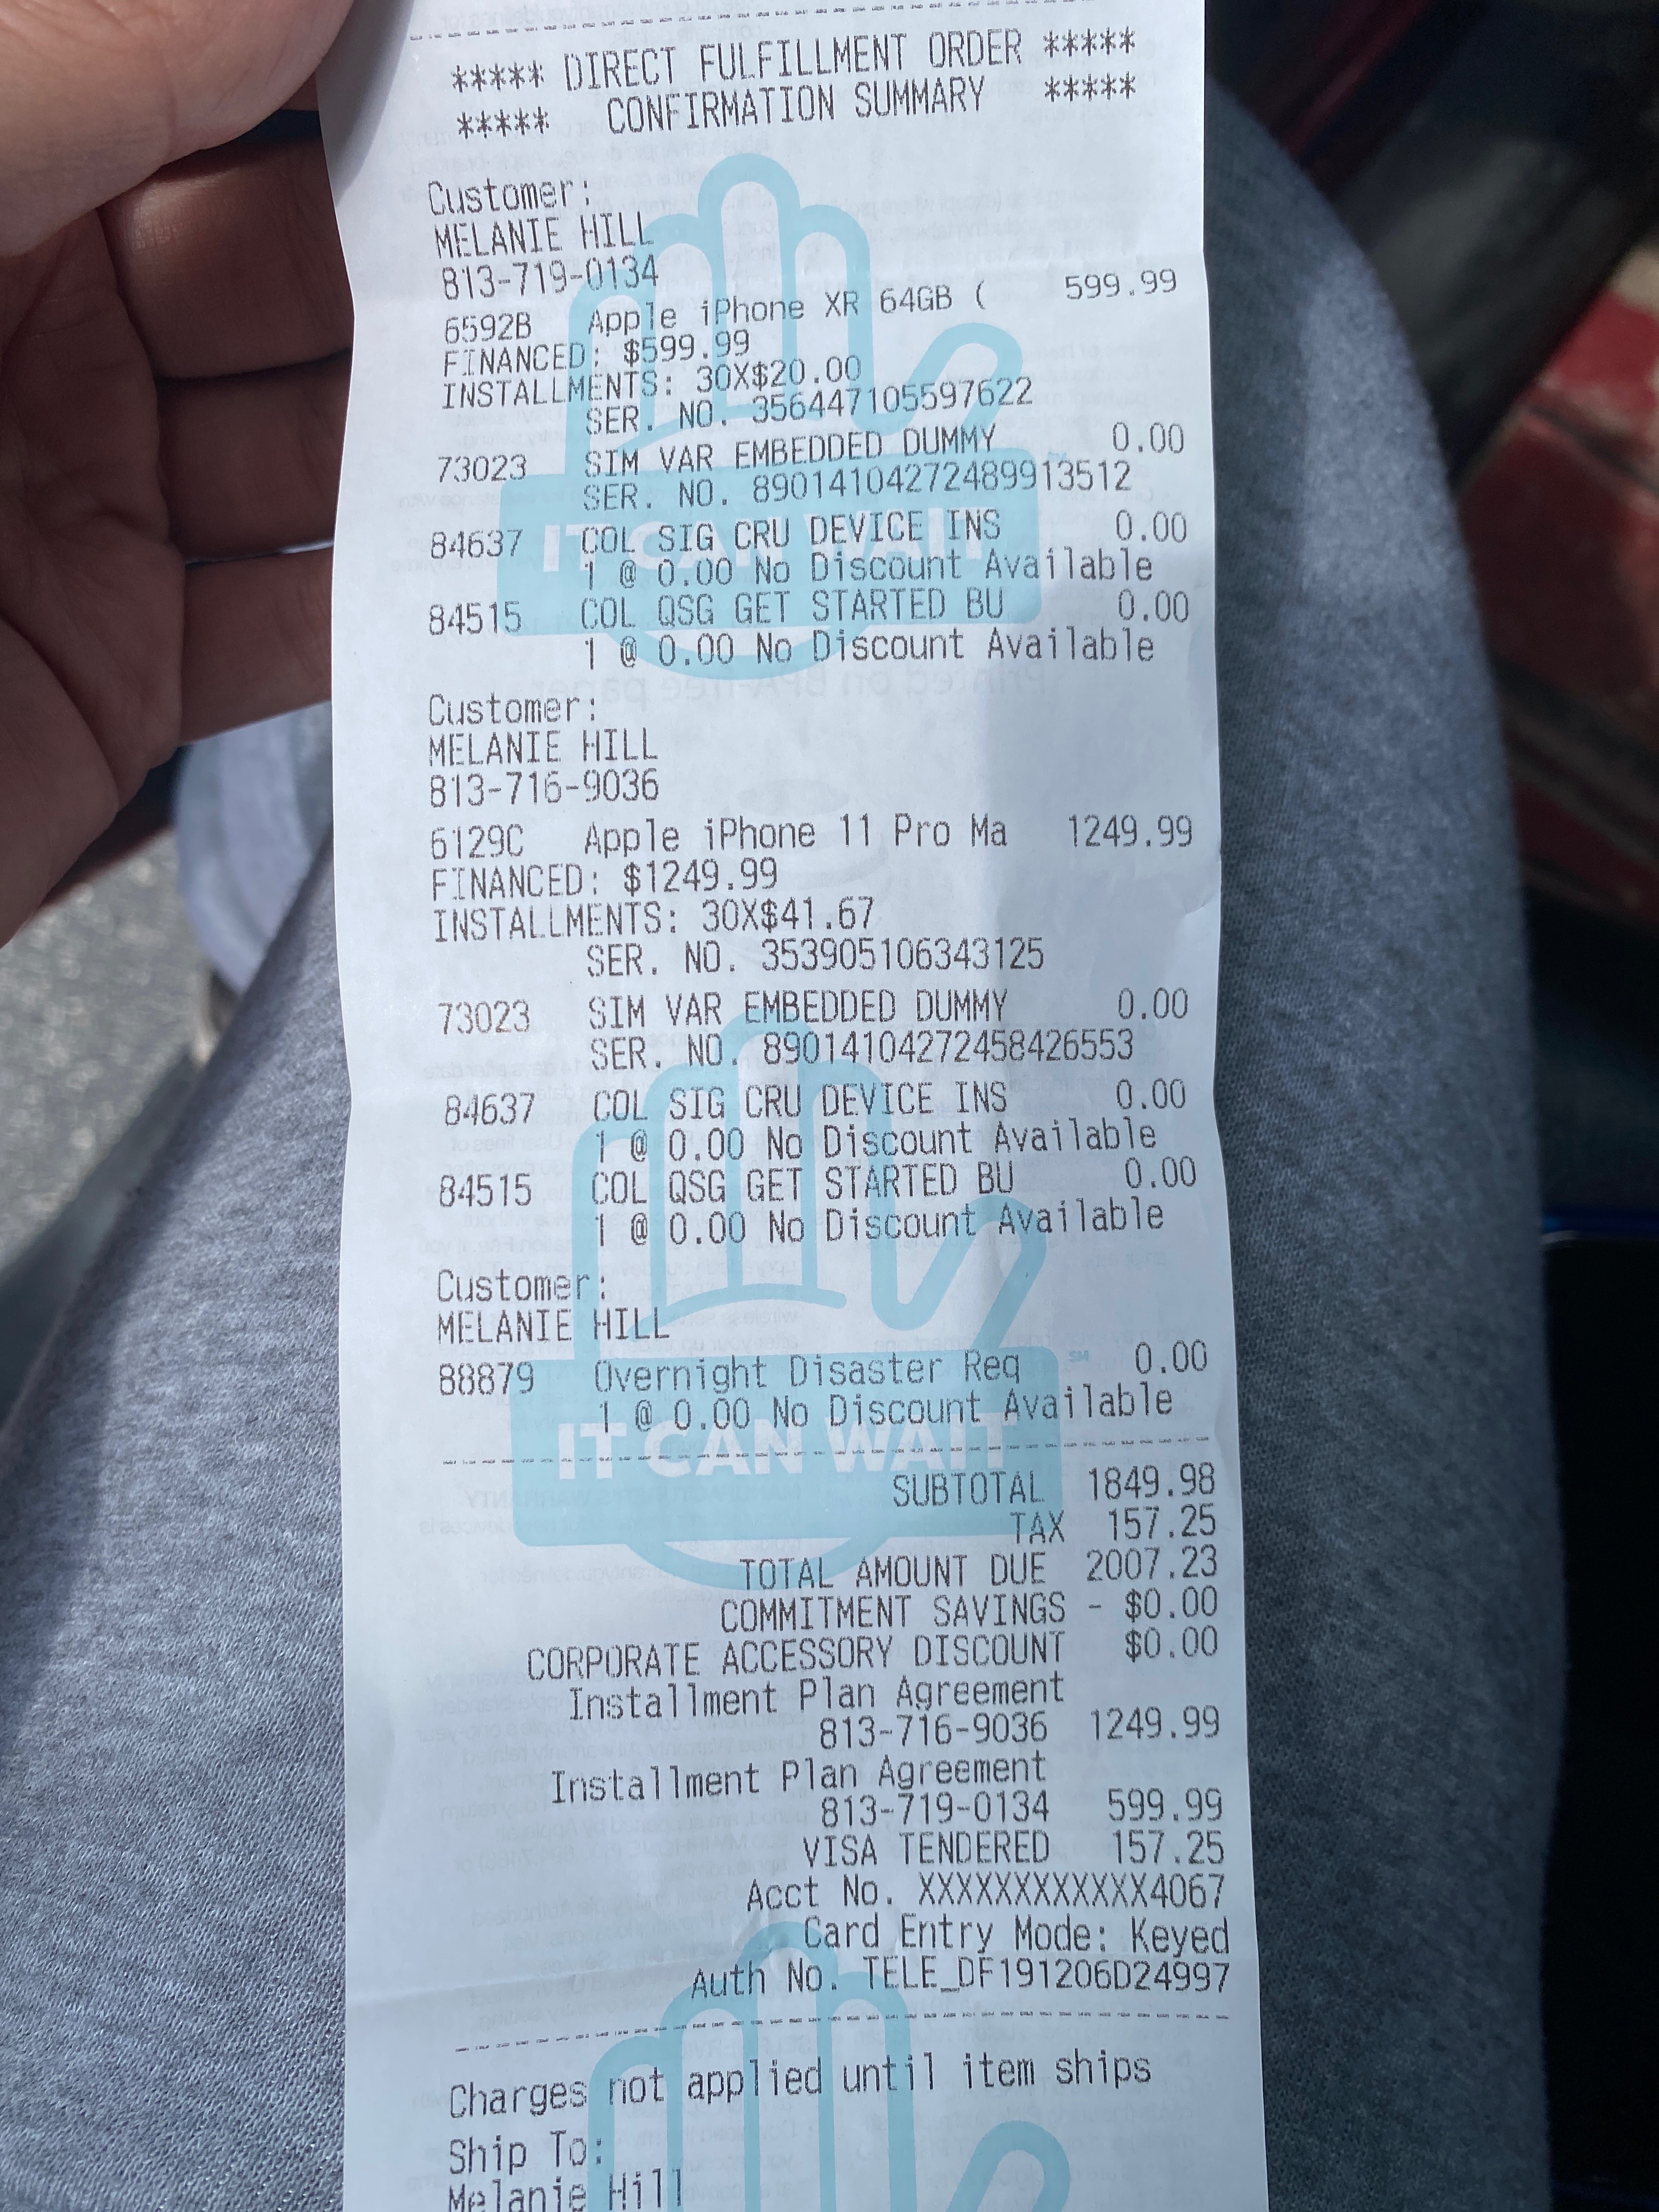 ***** DIRECT FULFILLMENT ORDER *****
***** CONFIRMATION SUMMARY *****
Customer:
MELANIE HILL
813-719-0134
6592B Apple iPhone XR 64GB ( 599.99
FINANCED: $599.99
INSTALLMENTS: 30X$20.00
SER. NO. 356447105597622
73023 SIM VAR EMBEDDED DUMMY 0.00
SER. NO. 89014104272489913512
84637 COL SIG CRU DEVICE INS 0.00
1 @ 0.00 No Discount Available
84515 COL QSG GET STARTED BU 0.00
1 @ 0.00 No Discount Available
IT CAN WAIT
Customer:
MELANIE HILL
813-716-9036
6129C Apple iPhone 11 Pro Ma 1249.99
FINANCED: $1249.99
INSTALLMENTS: 30X$41.67
SER. NO. 353905106343125
73023 SIM VAR EMBEDDED DUMMY 0.00
SER. NO. 89014104272458426553
84637 COL SIG CRU DEVICE INS 0.00
1 @ 0.00 No Discount Available
84515 COL QSG GET STARTED BU 0.00
1 @ 0.00 No Discount Available
Customer:
MELANIE HILL
88879 Overnight Disaster Req 0.00
1 @ 0.00 No Discount Available
IT CAN WAIT SM
SUBTOTAL 1849.98
TAX 157.25
TOTAL AMOUNT DUE 2007.23
COMMITMENT SAVINGS - $0.00
CORPORATE ACCESSORY DISCOUNT $0.00
Installment Plan Agreement
813-716-9036 1249.99
Installment Plan Agreement
813-719-0134 599.99
VISA TENDERED 157.25
Acct No. XXXXXXXXXXXX4067
Card Entry Mode: Keyed
Auth No. TELE_DF191206D24997
Charges not applied until item ships
Ship To:
Melanie Hill